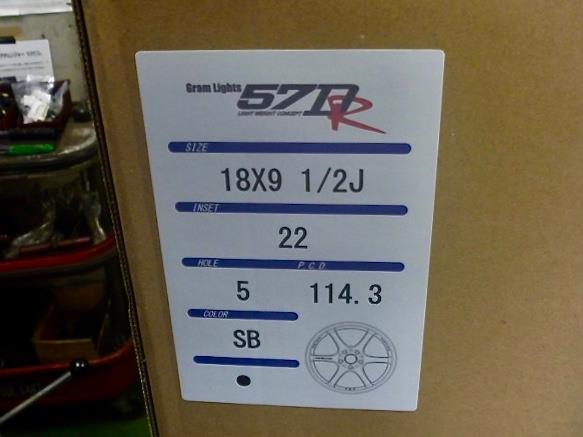 Gram Lights
57DR
LIGHT WEIGHT CONCEPT
SIZE
18X9 1/2J
INSET
22
HOLE P.C.D
5 114.3
COLOR
SB